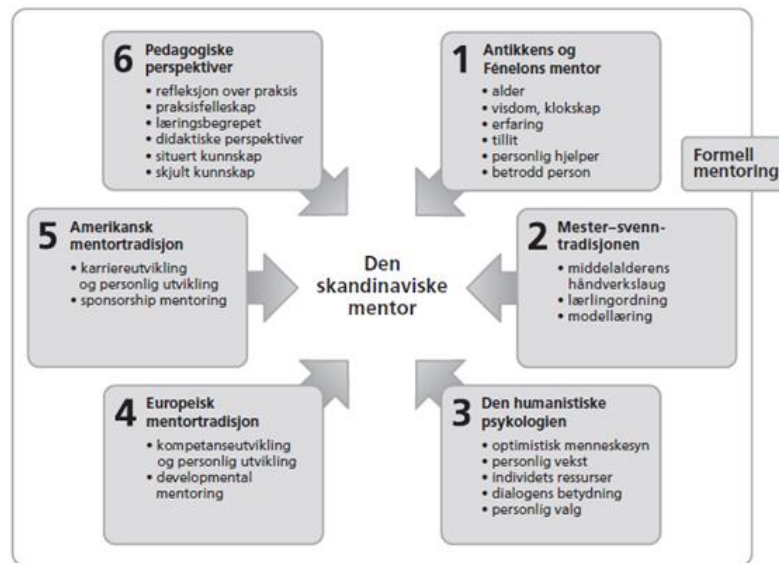 6 Pedagogiske
perspektiver
• refleksjon over praksis
• praksisfelleskap
• læringsbegrepet
• didaktiske perspektiver
• situert kunnskap
• skjult kunnskap
1 Antikkens og
Fénelons mentor
• alder
• visdom, klokskap
• erfaring
• tillit
• personlig hjelper
• betrodd person
Formell
mentoring
5 Amerikansk
mentortradisjon
• karriereutvikling
og personlig utvikling
• sponsorship mentoring
Den
skandinaviske
mentor
2 Mester–svenn-
tradisjonen
• middelalderens
håndverkslaug
• lærlingordning
• modellæring
4 Europeisk
mentortradisjon
• kompetanseutvikling
og personlig utvikling
• developmental
mentoring
3 Den humanistiske
psykologien
• optimistisk menneskesyn
• personlig vekst
• individets ressurser
• dialogens betydning
• personlig valg